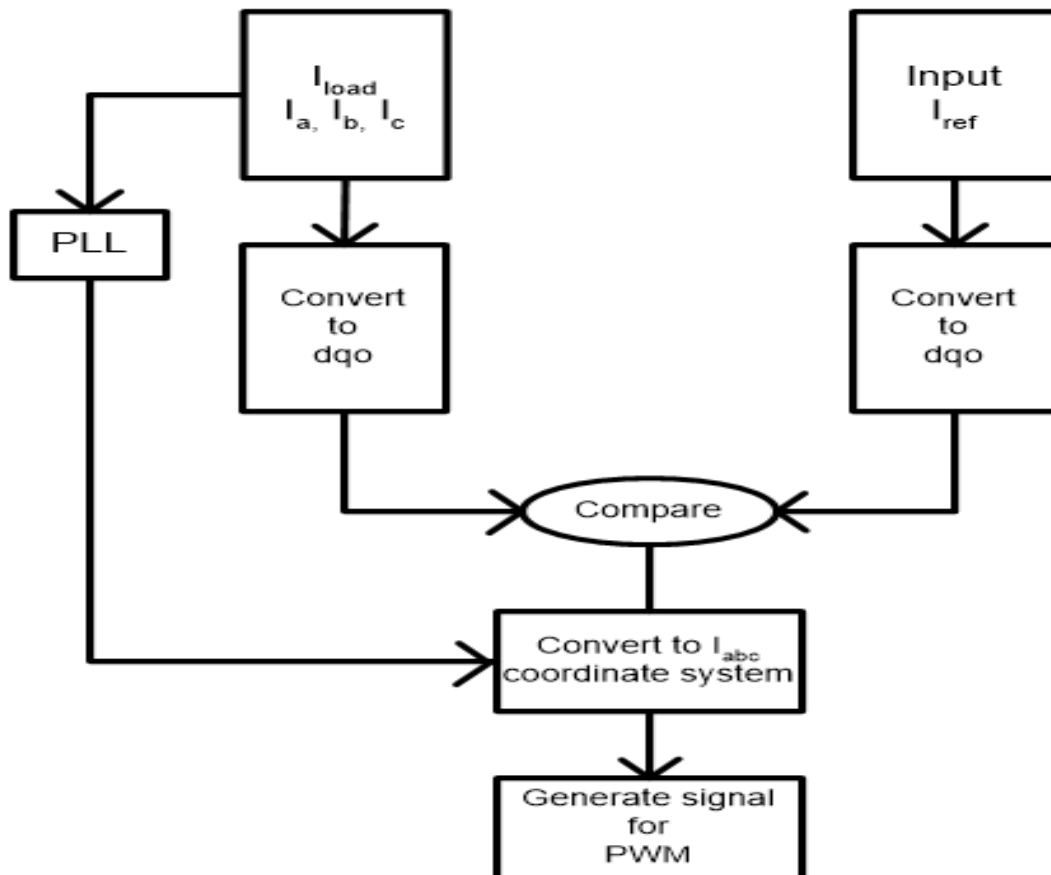 I_load
I_a, I_b, I_c
Input
I_ref
PLL
Convert
to
dqo
Convert
to
dqo
Compare
Convert to I_abc
coordinate system
Generate signal
for
PWM